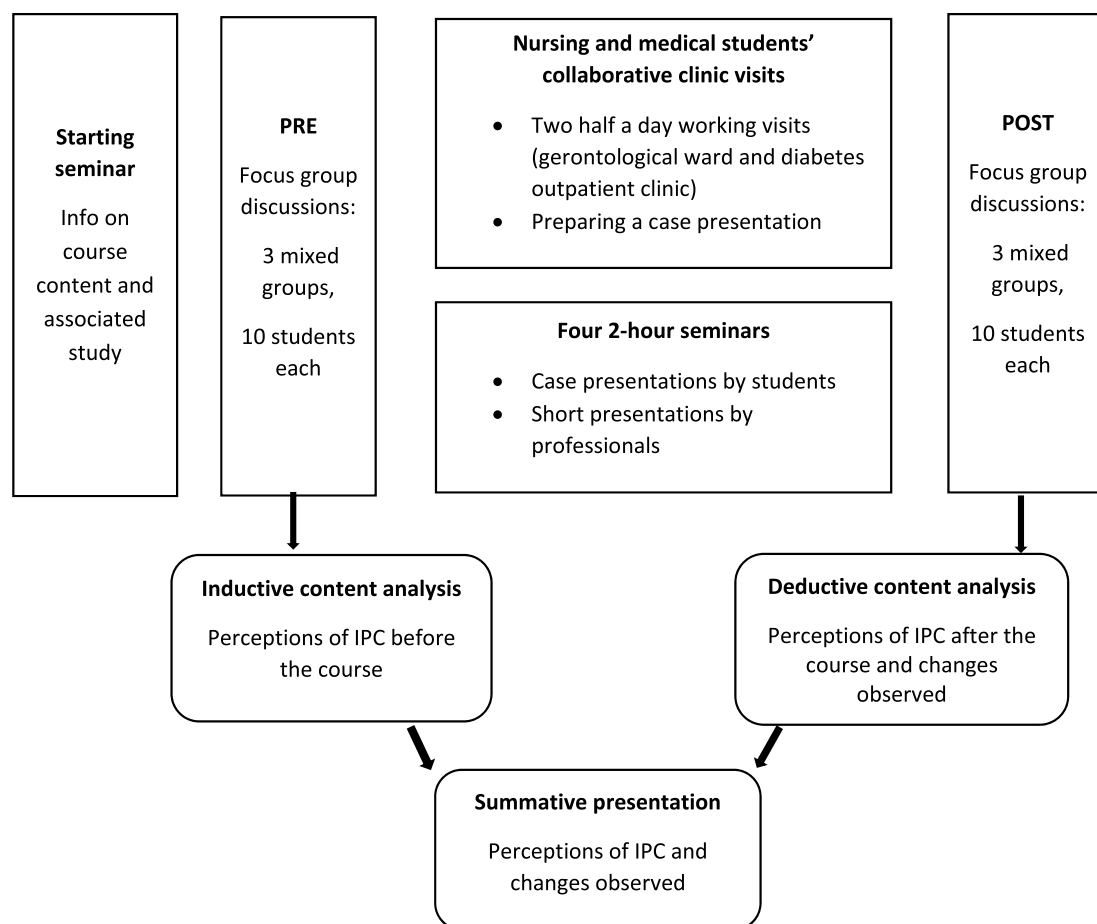 Starting
seminar
Info on
course
content and
associated
study
PRE
Focus group
discussions:
3 mixed
groups,
10 students
each
Nursing and medical students’
collaborative clinic visits
• Two half a day working visits
(gerontological ward and diabetes
outpatient clinic)
• Preparing a case presentation
Four 2-hour seminars
• Case presentations by students
• Short presentations by
professionals
POST
Focus group
discussions:
3 mixed
groups,
10 students
each
Inductive content analysis
Perceptions of IPC before
the course
Deductive content analysis
Perceptions of IPC after the
course and changes
observed
Summative presentation
Perceptions of IPC and
changes observed